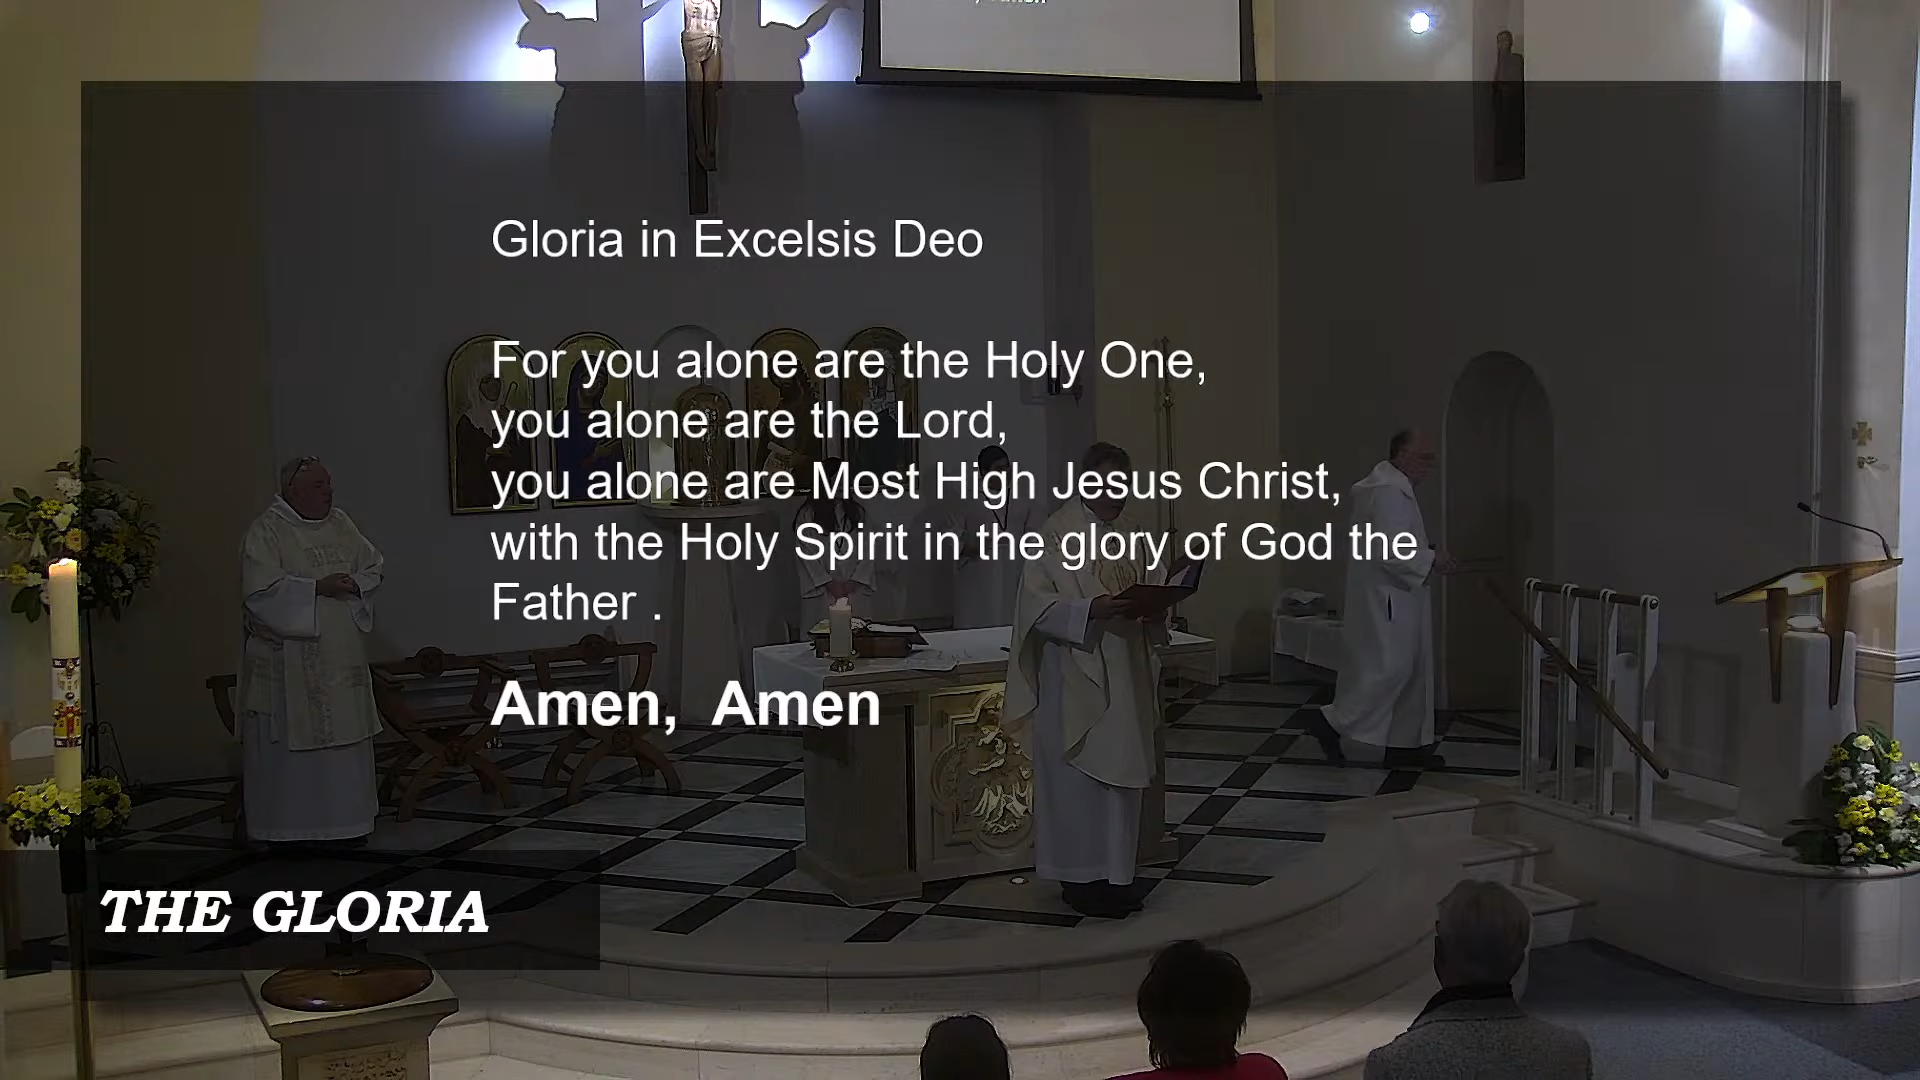 Gloria in Excelsis Deo
For you alone are the Holy One,
you alone are the Lord,
you alone are Most High Jesus Christ,
with the Holy Spirit in the glory of God the
Father .
Amen,  Amen
THE GLORIA